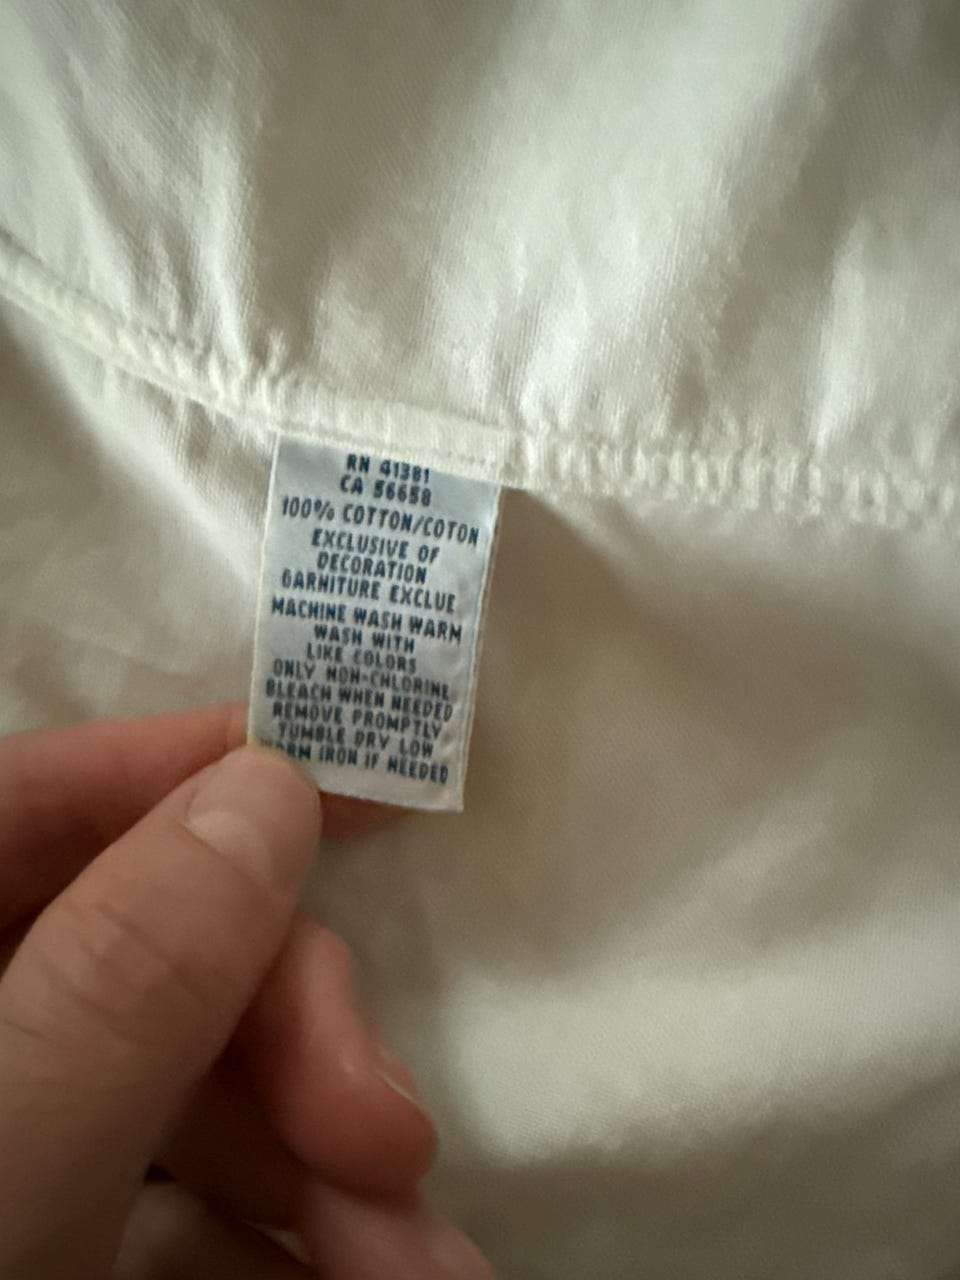 RN 41381
CA 56658
100% COTTON/COTON
EXCLUSIVE OF
DECORATION
GARNITURE EXCLUE
MACHINE WASH WARM
WASH WITH
LIKE COLORS
ONLY NON-CHLORINE
BLEACH WHEN NEEDED
REMOVE PROMPTLY
TUMBLE DRY LOW
WARM IRON IF NEEDED